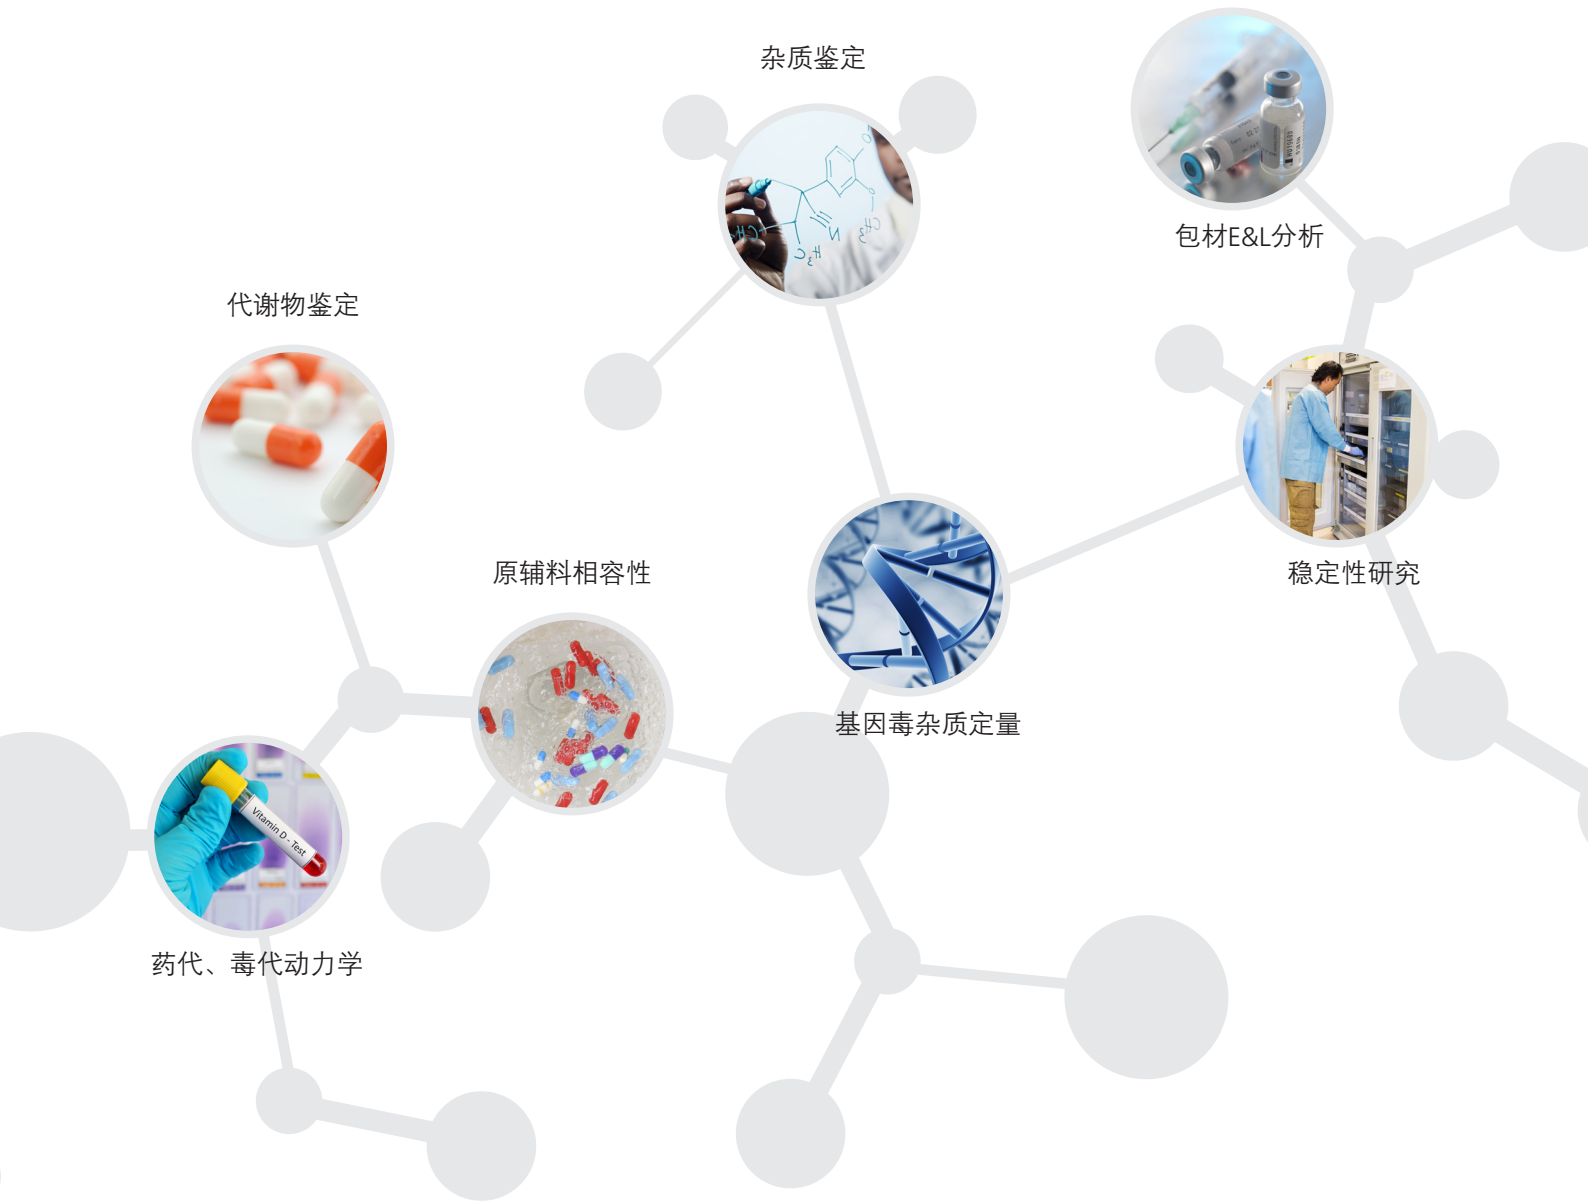 杂质鉴定
包材E&L分析
代谢物鉴定
原辅料相容性
稳定性研究
基因毒杂质定量
Vitamin D - Test
药代、毒代动力学